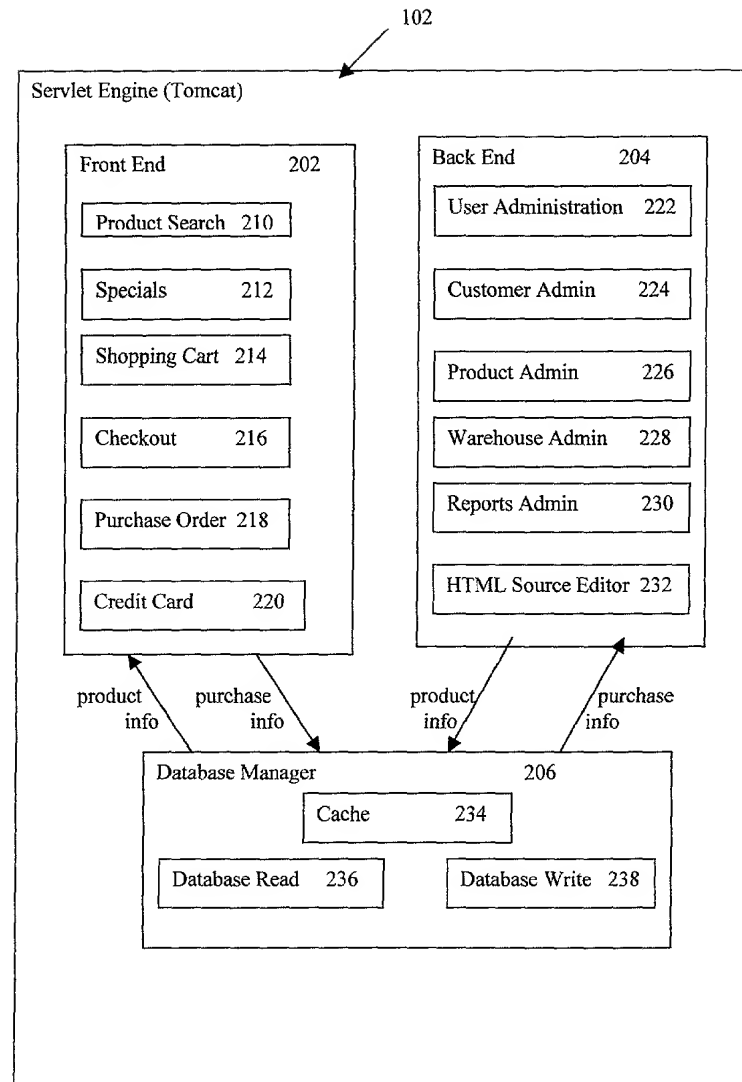 102
Servlet Engine (Tomcat)
Front End 202
Product Search 210
Specials 212
Shopping Cart 214
Checkout 216
Purchase Order 218
Credit Card 220
Back End 204
User Administration 222
Customer Admin 224
Product Admin 226
Warehouse Admin 228
Reports Admin 230
HTML Source Editor 232
product
info
purchase
info
product
info
purchase
info
Database Manager 206
Cache 234
Database Read 236
Database Write 238